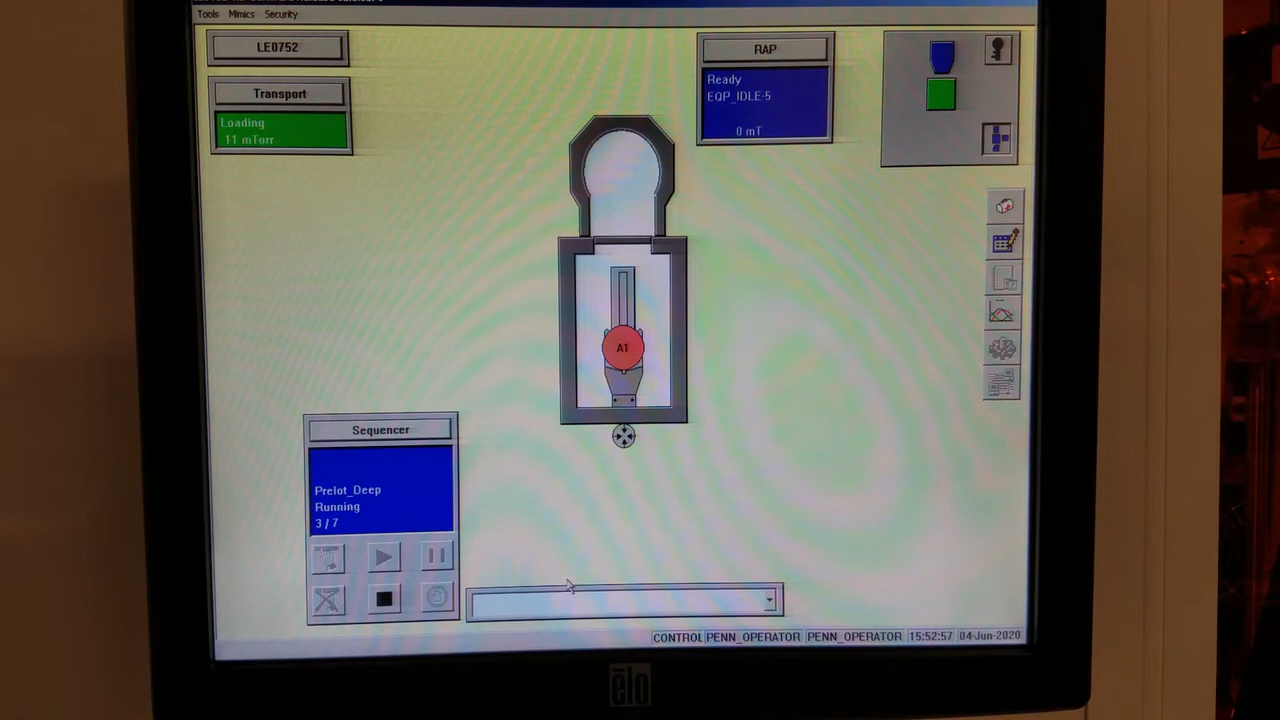 Tools Mimics Security
LE0752
Transport
Loading
11 mTorr
RAP
Ready
EQP_IDLE-5
0 mT
A1
Sequencer
Prelot_Deep
Running
3 / 7
CONTROL PENN_OPERATOR PENN_OPERATOR 15:52:57 04-Jun-2020
elo